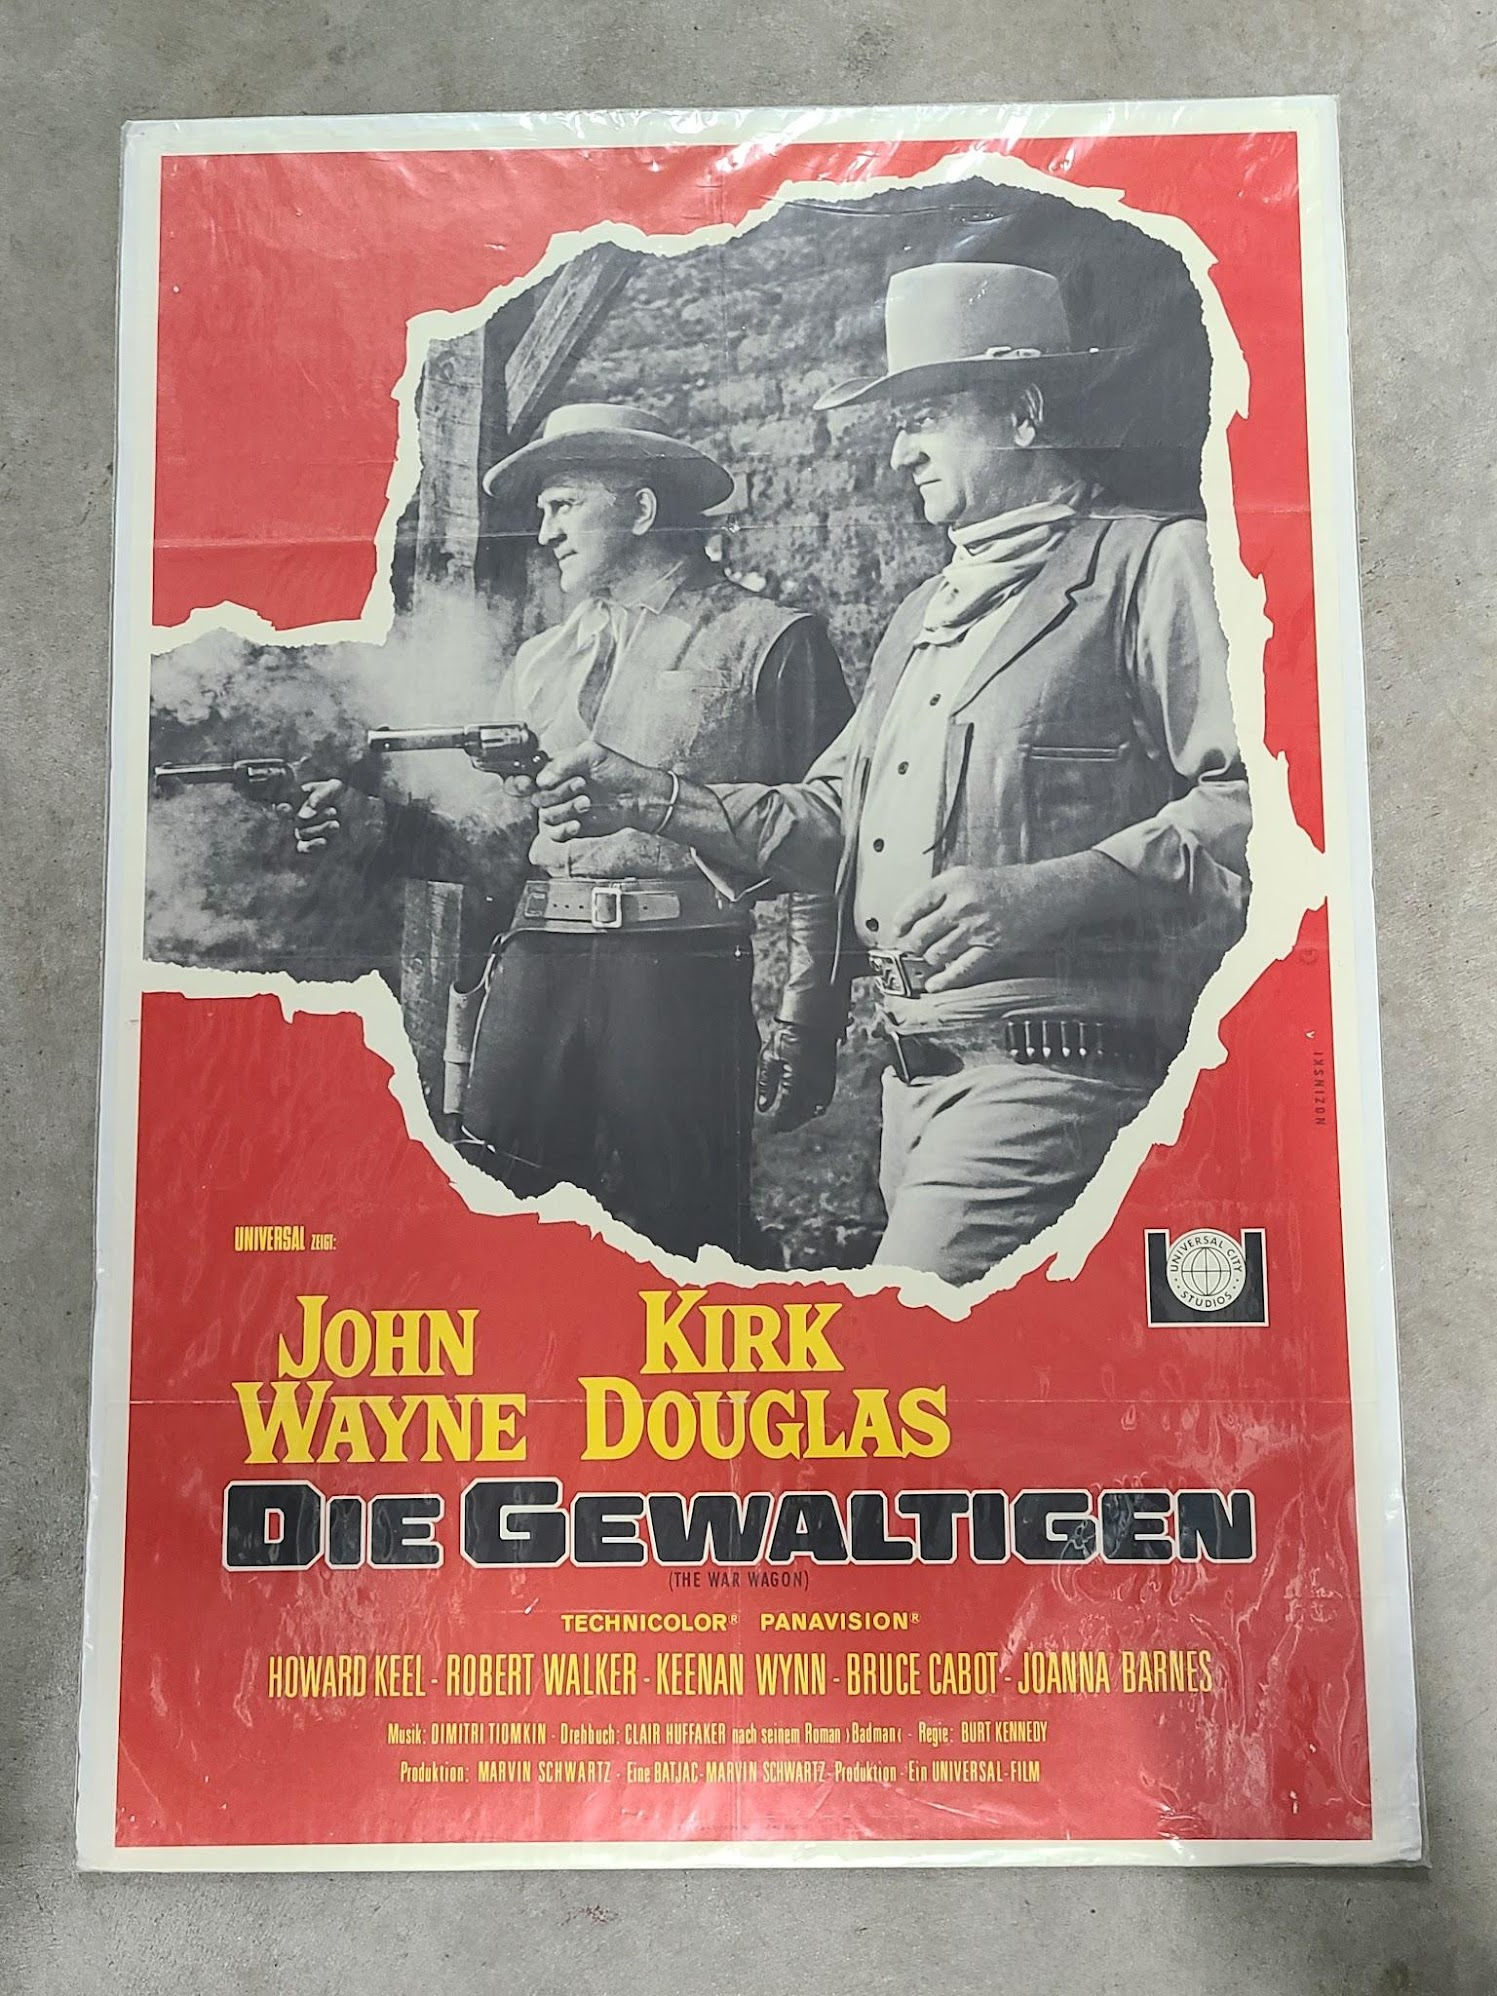 NOZINSKI
UNIVERSAL ZEIGT:
UNIVERSAL CITY
STUDIOS
JOHN
WAYNE
KIRK
DOUGLAS
DIE GEWALTIGEN
(THE WAR WAGON)
TECHNICOLOR® PANAVISION®
HOWARD KEEL - ROBERT WALKER - KEENAN WYNN - BRUCE CABOT - JOANNA BARNES
Musik: DIMITRI TIOMKIN - Drehbuch: CLAIR HUFFAKER nach seinem Roman ›Badman‹ - Regie: BURT KENNEDY
Produktion: MARVIN SCHWARTZ - Eine BATJAC-MARVIN SCHWARTZ-Produktion - Ein UNIVERSAL-FILM